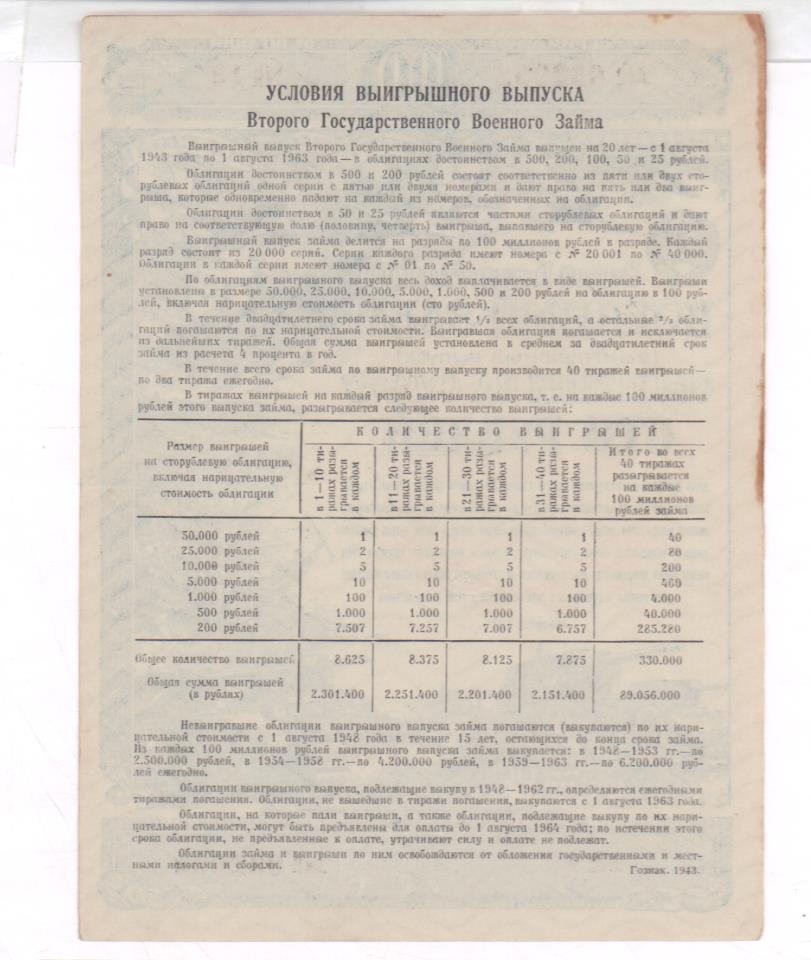 УСЛОВИЯ ВЫИГРЫШНОГО ВЫПУСКА
Второго Государственного Военного Займа
Выигрышный выпуск Второго Государственного Военного Займа выпущен на 20 лет — с 1 августа
1943 года по 1 августа 1963 года — в облигациях достоинством в 500, 200, 100, 50 и 25 рублей.
Облигации достоинством в 500 и 200 рублей состоят соответственно из пяти или двух сто-
рублевых облигаций одной серии с пятью или двумя номерами и дают право на пять или два выиг-
рыша, которые одновременно падают на каждый из номеров, обозначенных на облигации.
Облигации достоинством в 50 и 25 рублей являются частями сторублевых облигаций и дают
право на соответствующую долю (половину, четверть) выигрыша, выпавшего на сторублевую облигацию.
Выигрышный выпуск займа делится на разряды по 100 миллионов рублей в разряде. Каждый
разряд состоит из 20 000 серий. Серии каждого разряда имеют номера с № 20 001 по № 40 000.
Облигации в каждой серии имеют номера с № 01 по № 50.
По облигациям выигрышного выпуска весь доход выплачивается в виде выигрышей. Выигрыши
установлены в размере 50.000, 25.000, 10.000, 5.000, 1.000, 500 и 200 рублей на облигацию в 100 руб-
лей, включая нарицательную стоимость облигации (сто рублей).
В течение двадцатилетнего срока займа выигрывает 1/3 всех облигаций, а остальные 2/3 обли-
гаций погашаются по их нарицательной стоимости. Выигравшая облигация погашается и исключается
из дальнейших тиражей. Общая сумма выигрышей установлена в среднем за двадцатилетний срок
займа из расчета 4 процента в год.
В течение всего срока займа по выигрышному выпуску производится 40 тиражей выигрышей—
по два тиража ежегодно.
В тиражах выигрышей на каждый разряд выигрышного выпуска, т. е. на каждые 100 миллионов
рублей этого выпуска займа, разыгрывается следующее количество выигрышей:
Размер выигрышей
на сторублевую облигацию,
включая нарицательную
стоимость облигации
КОЛИЧЕСТВО ВЫИГРЫШЕЙ
в 1—10 ти-
ражах разы-
грывается
в каждом
в 11—20 ти-
ражах разы-
грывается
в каждом
в 21—30 ти-
ражах разы-
грывается
в каждом
в 31—40 ти-
ражах разы-
грывается
в каждом
Итого во всех
40 тиражах
разыгрывается
на каждые
100 миллионов
рублей займа
50.000 рублей 1 1 1 1 40
25.000 рублей 2 2 2 2 80
10.000 рублей 5 5 5 5 200
5.000 рублей 10 10 10 10 400
1.000 рублей 100 100 100 100 4.000
500 рублей 1.000 1.000 1.000 1.000 40.000
200 рублей 7.507 7.257 7.007 6.757 285.280
Общее количество выигрышей 8.625 8.375 8.125 7.875 330.000
Общая сумма выигрышей
(в рублях) 2.301.400 2.251.400 2.201.400 2.151.400 89.056.000
Невыигравшие облигации выигрышного выпуска займа погашаются (выкупаются) по их нари-
цательной стоимости с 1 августа 1948 года в течение 15 лет, остающихся до конца срока займа.
Из каждых 100 миллионов рублей выигрышного выпуска займа выкупается: в 1948—1953 гг.—по
2.500.000 рублей, в 1954—1958 гг.—по 4.200.000 рублей, в 1959—1963 гг.—по 6.200.000 руб-
лей ежегодно.
Облигации выигрышного выпуска, подлежащие выкупу в 1948—1962 гг., определяются ежегодными
тиражами погашения. Облигации, не вышедшие в тиражи погашения, выкупаются с 1 августа 1963 года.
Облигации, на которые пали выигрыши, а также облигации, подлежащие выкупу по их нари-
цательной стоимости, могут быть предъявлены для оплаты до 1 августа 1964 года; по истечении этого
срока облигации, не предъявленные к оплате, утрачивают силу и оплате не подлежат.
Облигации займа и выигрыши по ним освобождаются от обложения государственными и мест-
ными налогами и сборами.
Гознак. 1943.